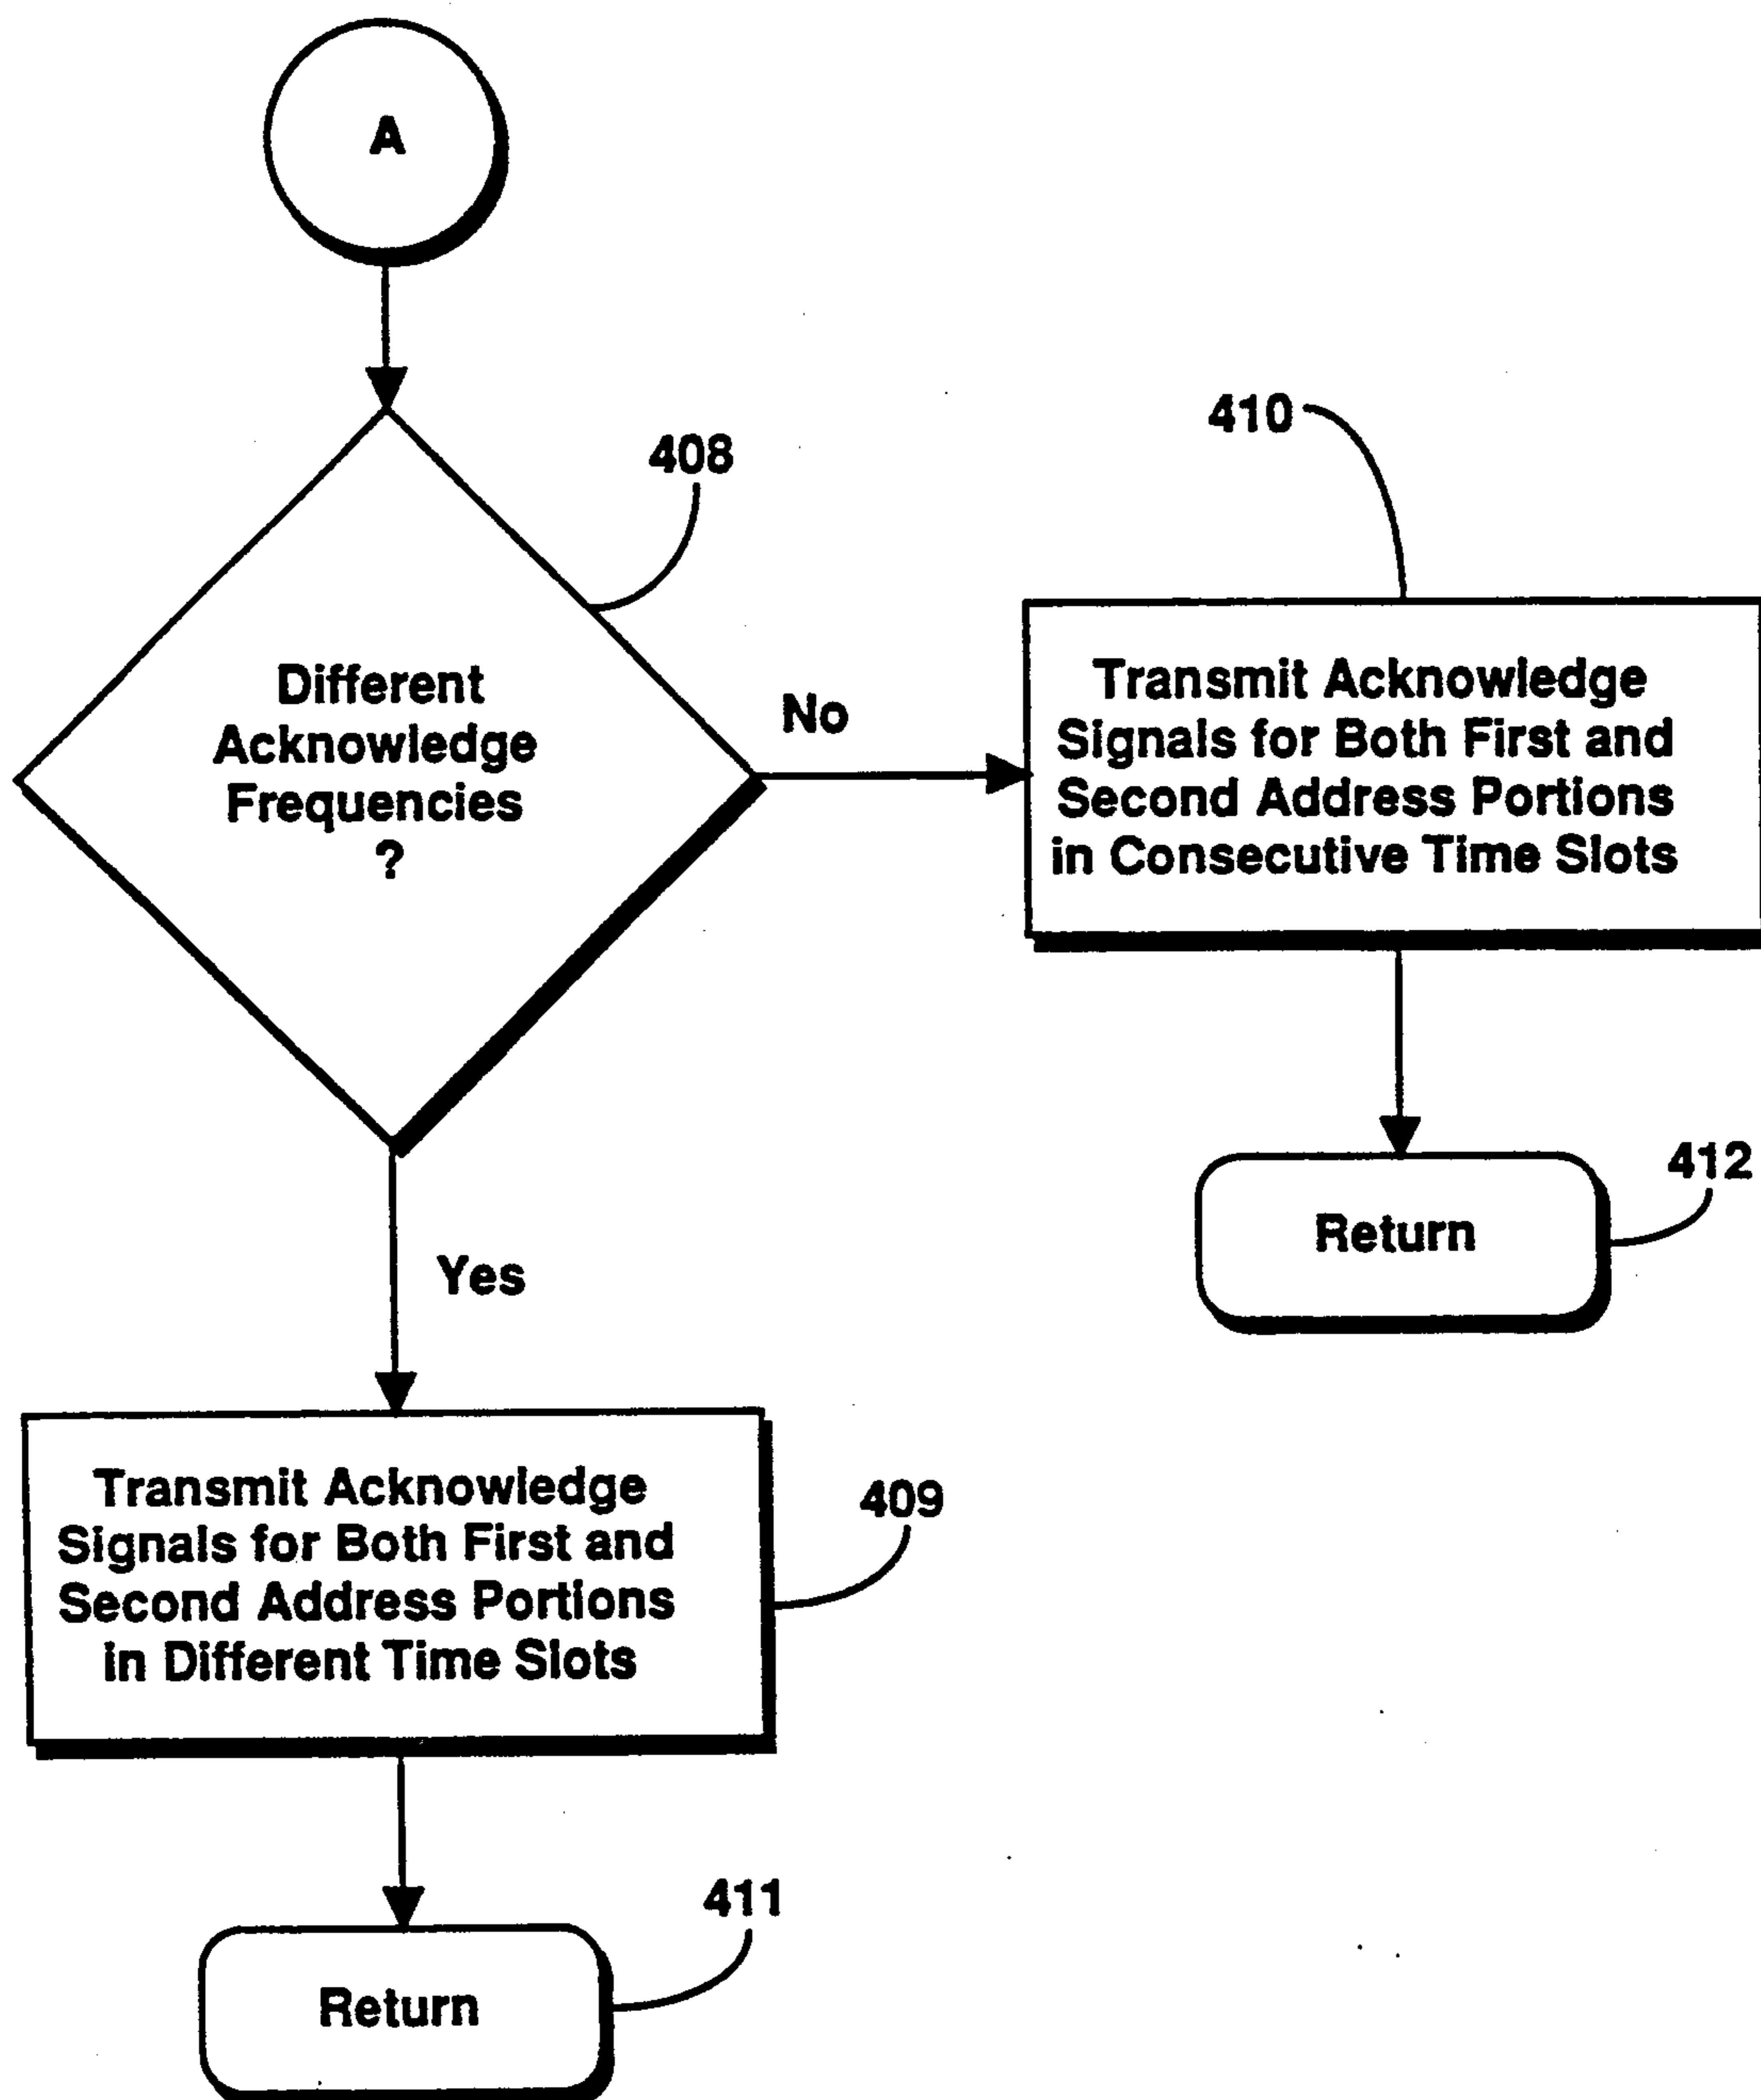 A
408
Different
Acknowledge
Frequencies
?
No
410
Transmit Acknowledge
Signals for Both First and
Second Address Portions
in Consecutive Time Slots
412
Return
Yes
Transmit Acknowledge
Signals for Both First and
Second Address Portions
in Different Time Slots
409
411
Return